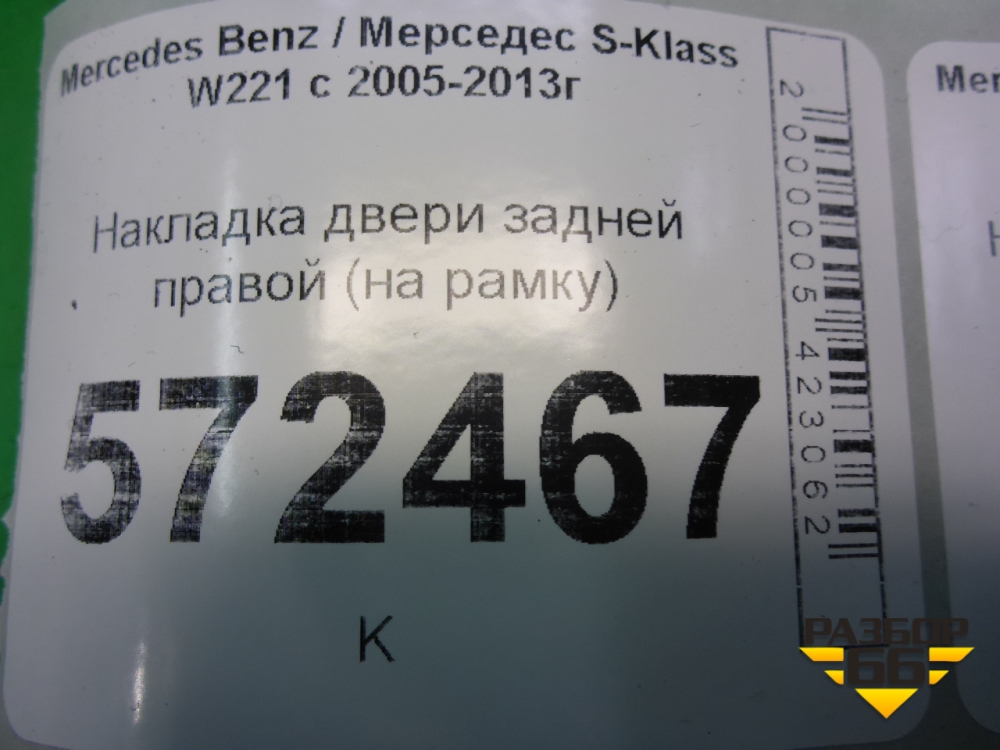 Mercedes Benz / Мерседес S-Klass
W221 с 2005-2013г
Накладка двери задней
правой (на рамку)
572467
К
2000005423062
Mer
РАЗБОР
66